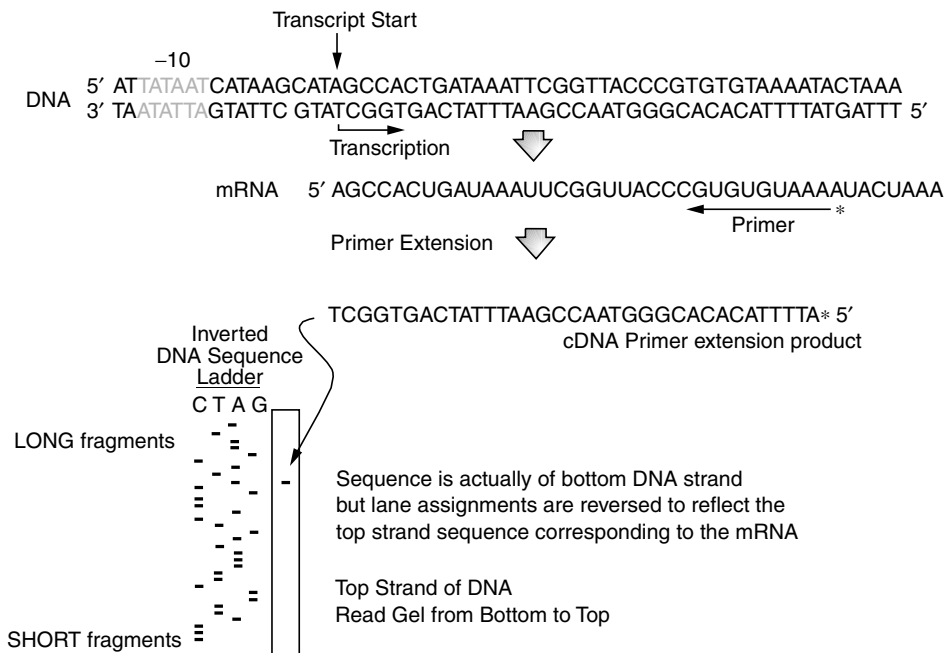 Transcript Start
–10
5′ ATTATAATCATAAGCATAGCCACTGATAAATTCGGTTACCCGTGTGTAAAATACTAAA
DNA
3′ TAATATTAGTATTC GTATCGGTGACTATTTAAGCCAATGGGCACACATTTTATGATTT 5′
Transcription
mRNA 5′ AGCCACUGAUAAAUUCGGUUACCCGUGUGUAAAAUACUAAA
*
Primer
Primer Extension
TCGGTGACTATTTAAGCCAATGGGCACACATTTTA* 5′
cDNA Primer extension product
Inverted
DNA Sequence
Ladder
C T A G
LONG fragments
Sequence is actually of bottom DNA strand
but lane assignments are reversed to reflect the
top strand sequence corresponding to the mRNA
Top Strand of DNA
Read Gel from Bottom to Top
SHORT fragments